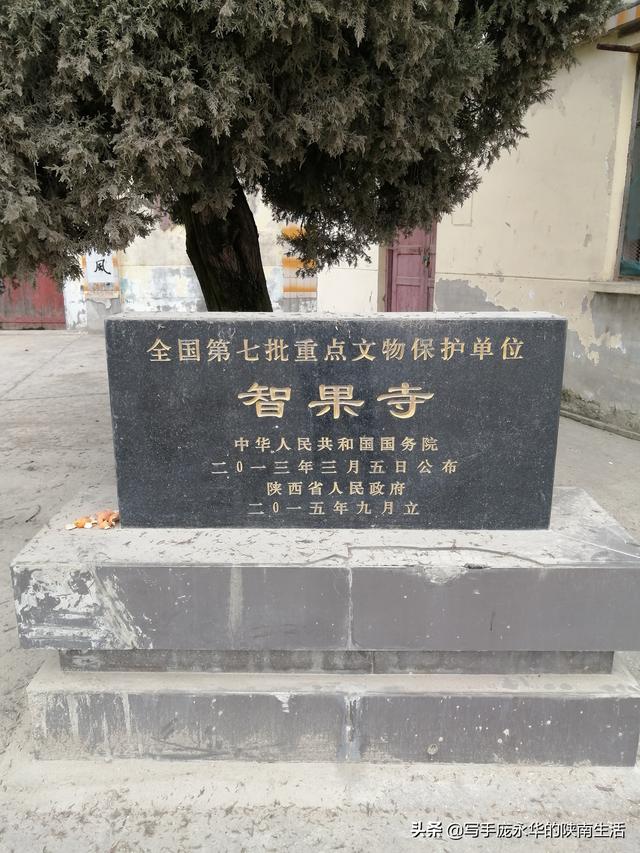 風
全国第七批重点文物保护单位
智果寺
中华人民共和国国务院
二0一三年三月五日公布
陕西省人民政府
二0一五年九月立
头条 @写手庞永华的陕南生活